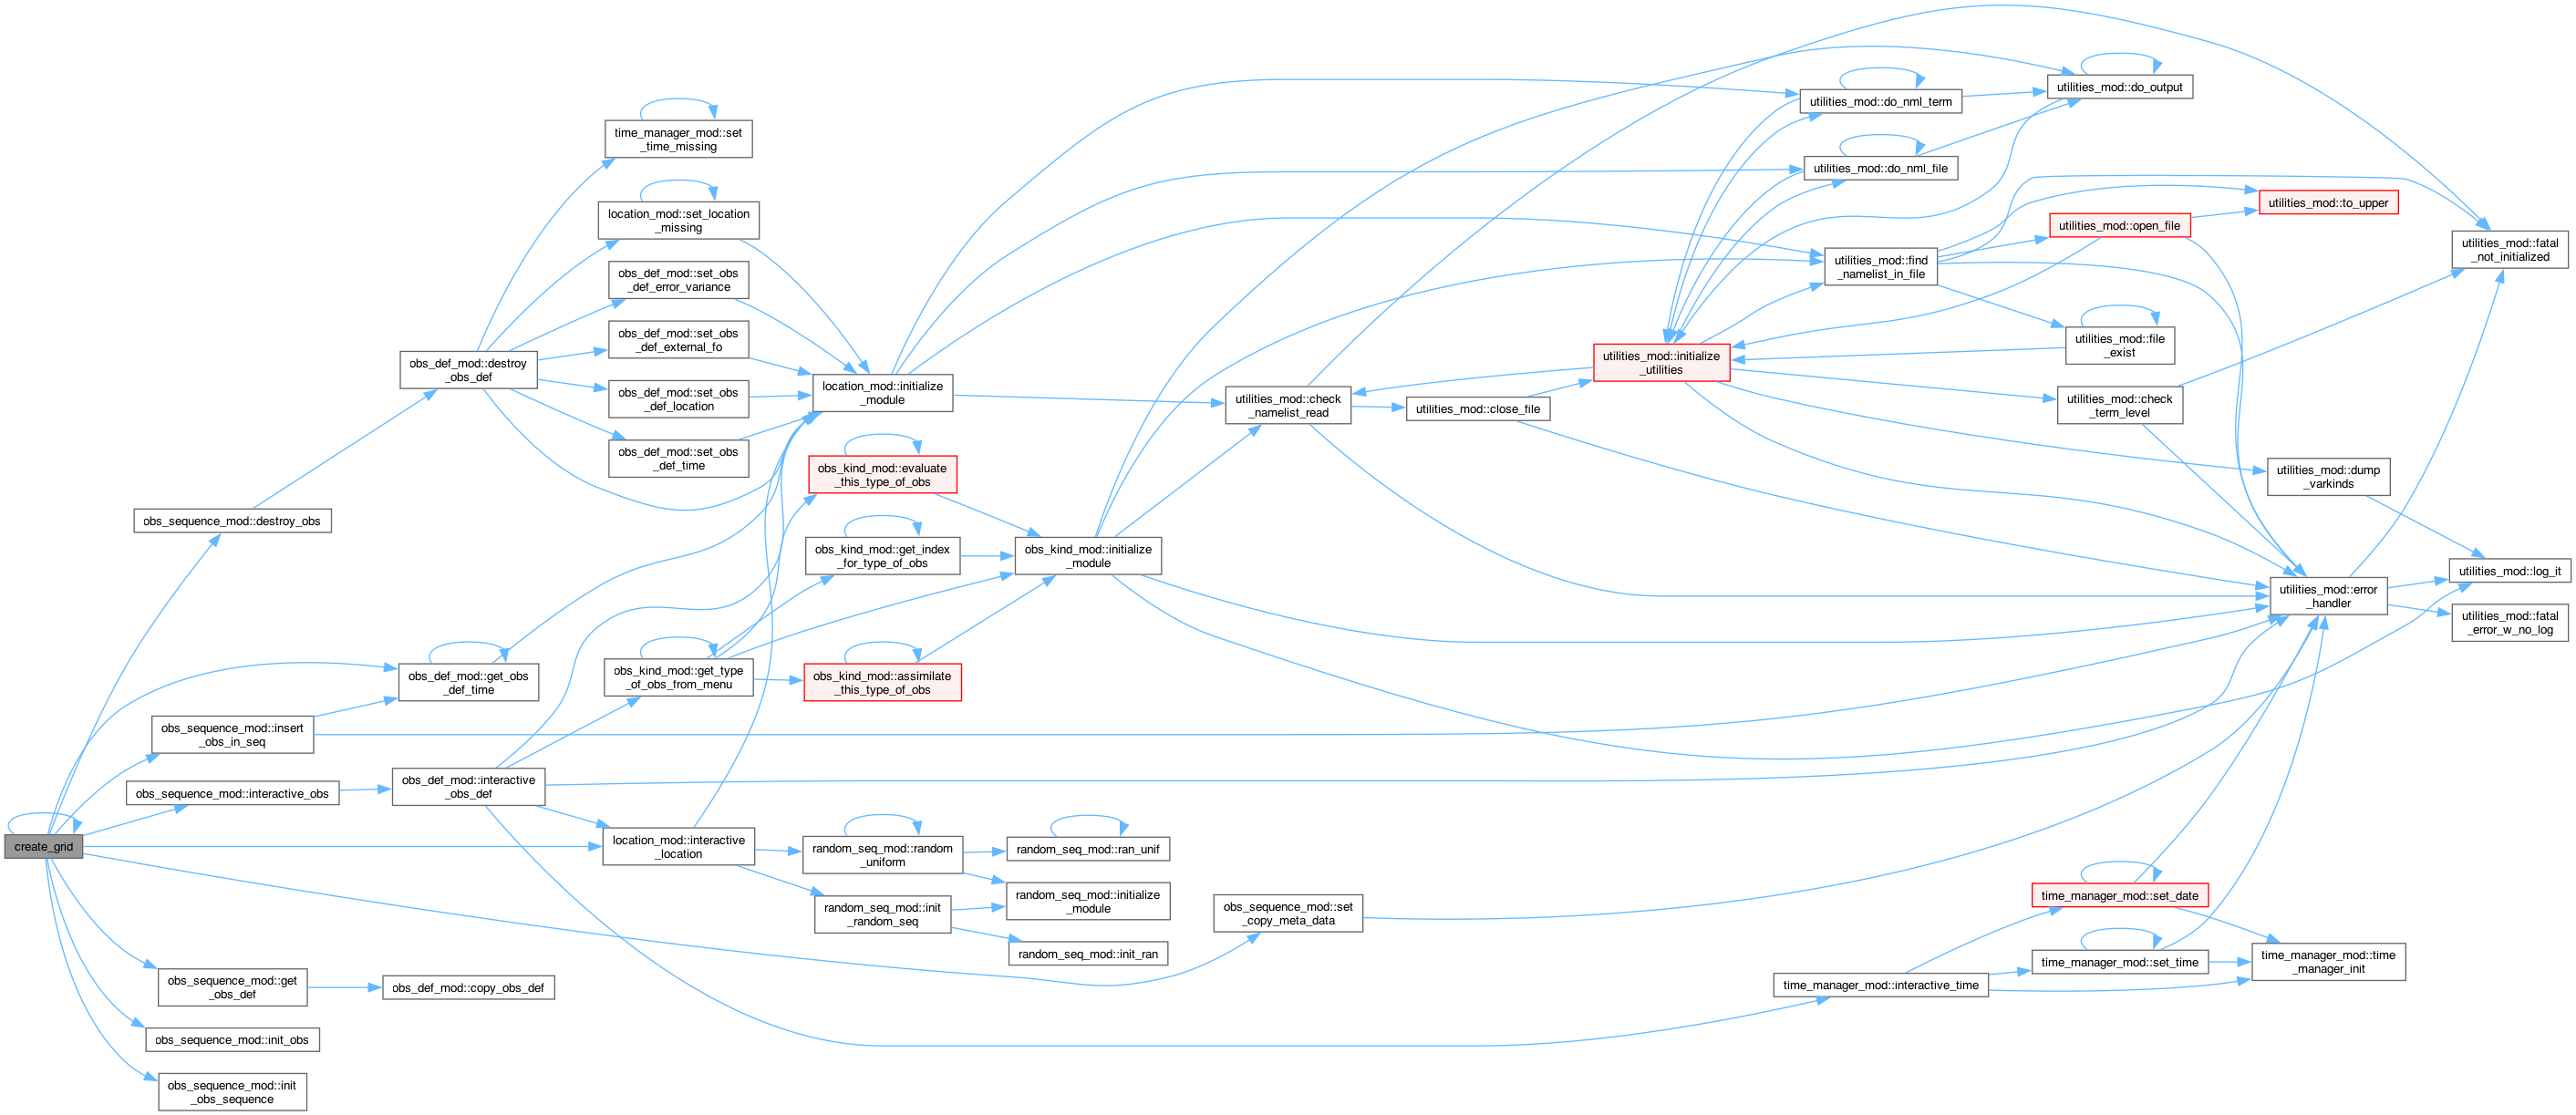 time_manager_mod::set
_time_missing
location_mod::set_location
_missing
obs_def_mod::set_obs
_def_error_variance
obs_def_mod::set_obs
_def_external_fo
obs_def_mod::destroy
_obs_def
obs_def_mod::set_obs
_def_location
obs_def_mod::set_obs
_def_time
location_mod::initialize
_module
obs_kind_mod::evaluate
_this_type_of_obs
obs_sequence_mod::destroy_obs
obs_kind_mod::get_index
_for_type_of_obs
obs_kind_mod::initialize
_module
obs_def_mod::get_obs
_def_time
obs_kind_mod::get_type
_of_obs_from_menu
obs_kind_mod::assimilate
_this_type_of_obs
obs_sequence_mod::insert
_obs_in_seq
obs_sequence_mod::interactive_obs
obs_def_mod::interactive
_obs_def
create_grid
location_mod::interactive
_location
random_seq_mod::random
_uniform
random_seq_mod::ran_unif
random_seq_mod::init
_random_seq
random_seq_mod::initialize
_module
random_seq_mod::init_ran
obs_sequence_mod::get
_obs_def
obs_def_mod::copy_obs_def
obs_sequence_mod::init_obs
obs_sequence_mod::init
_obs_sequence
utilities_mod::check
_namelist_read
utilities_mod::close_file
obs_sequence_mod::set
_copy_meta_data
utilities_mod::initialize
_utilities
utilities_mod::do_nml_term
utilities_mod::do_nml_file
utilities_mod::find
_namelist_in_file
utilities_mod::do_output
utilities_mod::open_file
utilities_mod::to_upper
utilities_mod::fatal
_not_initialized
utilities_mod::file
_exist
utilities_mod::check
_term_level
utilities_mod::dump
_varkinds
utilities_mod::log_it
utilities_mod::error
_handler
utilities_mod::fatal
_error_w_no_log
time_manager_mod::set_date
time_manager_mod::set_time
time_manager_mod::time
_manager_init
time_manager_mod::interactive_time